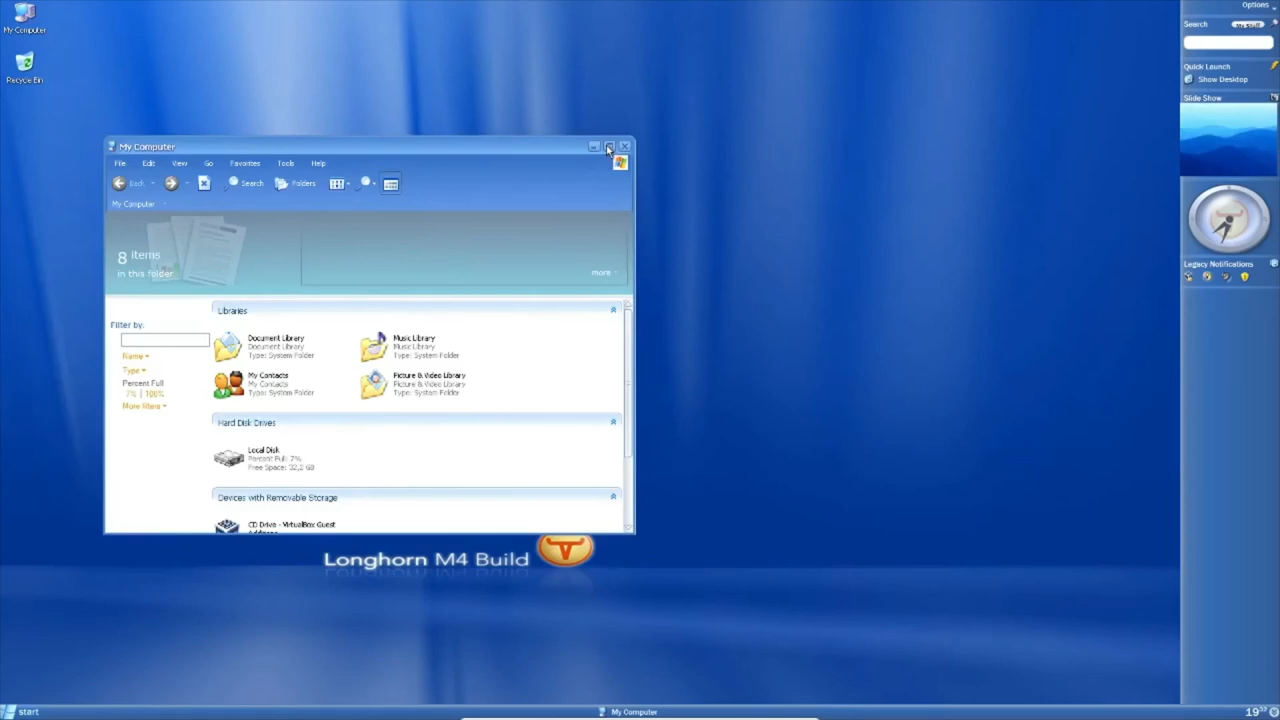 My Computer
Recycle Bin
My Computer
File Edit View Go Favorites Tools Help
Back Search Folders
My Computer
8 items
in this folder
more
Filter by:
Name
Type
Percent Full
7% | 100%
More filters
Libraries
Document Library
Document Library
Type: System Folder
Music Library
Music Library
Type: System Folder
My Contacts
My Contacts
Type: System Folder
Picture & Video Library
Picture & Video Library
Type: System Folder
Hard Disk Drives
Local Disk
Percent Full: 7%
Free Space: 32,2 GB
Devices with Removable Storage
CD Drive - VirtualBox Guest
Longhorn M4 Build
Options
Search
My Stuff
Quick Launch
Show Desktop
Slide Show
Legacy Notifications
start
My Computer